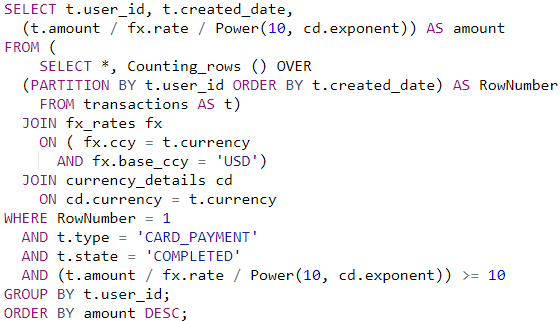 SELECT t.user_id, t.created_date,
(t.amount / fx.rate / Power(10, cd.exponent)) AS amount
FROM (
SELECT *, Counting_rows () OVER
(PARTITION BY t.user_id ORDER BY t.created_date) AS RowNumber
FROM transactions AS t)
JOIN fx_rates fx
ON ( fx.ccy = t.currency
AND fx.base_ccy = 'USD')
JOIN currency_details cd
ON cd.currency = t.currency
WHERE RowNumber = 1
AND t.type = 'CARD_PAYMENT'
AND t.state = 'COMPLETED'
AND (t.amount / fx.rate / Power(10, cd.exponent)) >= 10
GROUP BY t.user_id;
ORDER BY amount DESC;